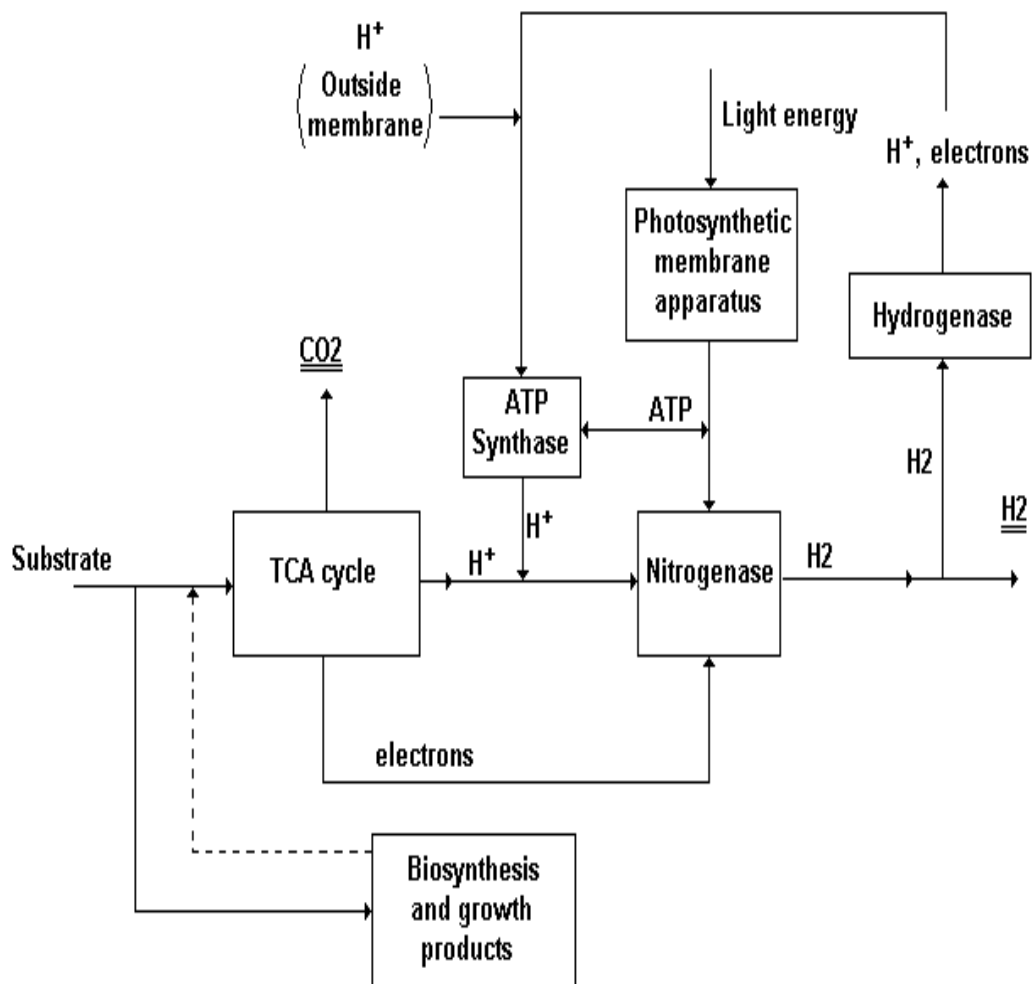 H+
Outside
membrane
Light energy
H+, electrons
Photosynthetic
membrane
apparatus
Hydrogenase
CO2
ATP
Synthase
ATP
H2
H2
H+
Substrate
TCA cycle
H+
Nitrogenase
H2
electrons
Biosynthesis
and growth
products